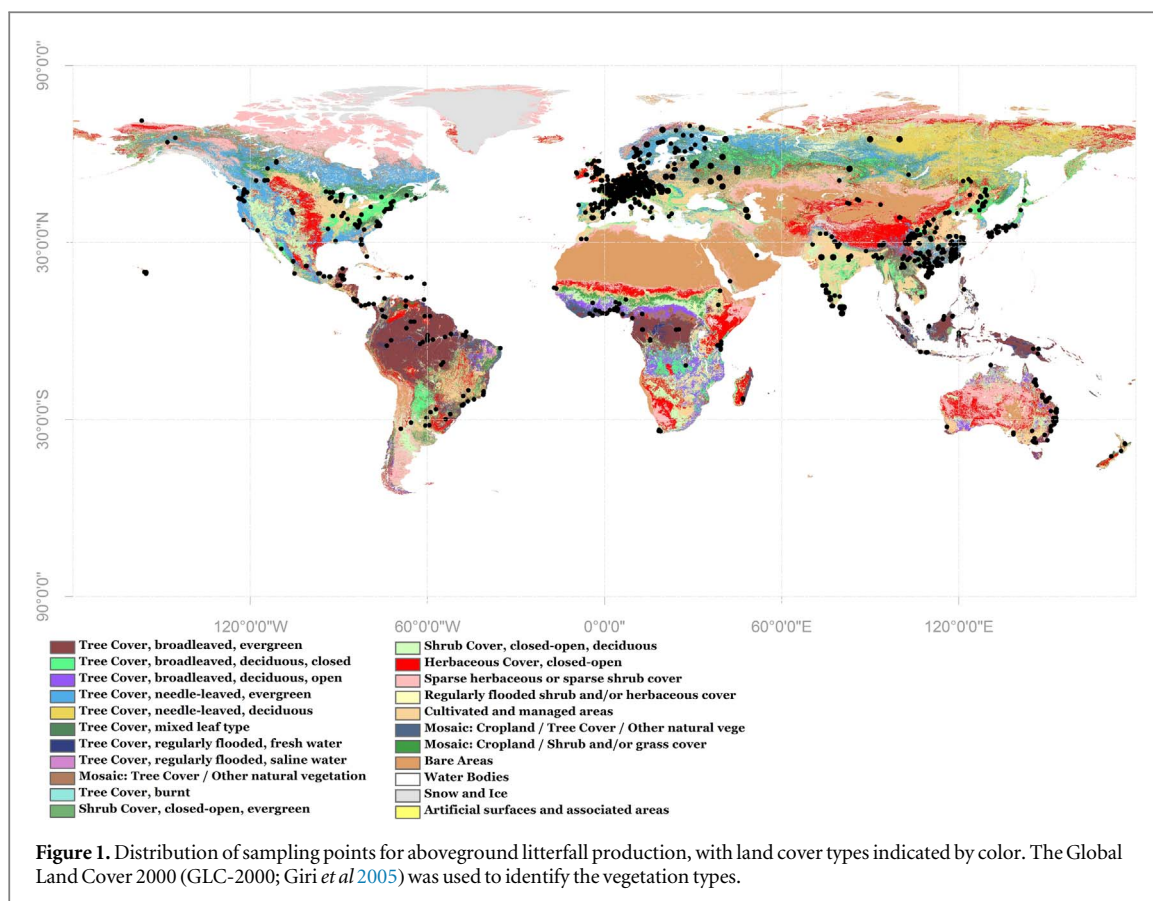 90°0'0"
30°0'0"N
30°0'0"S
90°0'0"
120°0'0"W
60°0'0"W
0°0'0"
60°0'0"E
120°0'0"E
Tree Cover, broadleaved, evergreen
Tree Cover, broadleaved, deciduous, closed
Tree Cover, broadleaved, deciduous, open
Tree Cover, needle-leaved, evergreen
Tree Cover, needle-leaved, deciduous
Tree Cover, mixed leaf type
Tree Cover, regularly flooded, fresh water
Tree Cover, regularly flooded, saline water
Mosaic: Tree Cover / Other natural vegetation
Tree Cover, burnt
Shrub Cover, closed-open, evergreen
Shrub Cover, closed-open, deciduous
Herbaceous Cover, closed-open
Sparse herbaceous or sparse shrub cover
Regularly flooded shrub and/or herbaceous cover
Cultivated and managed areas
Mosaic: Cropland / Tree Cover / Other natural vege
Mosaic: Cropland / Shrub and/or grass cover
Bare Areas
Water Bodies
Snow and Ice
Artificial surfaces and associated areas
Figure 1. Distribution of sampling points for aboveground litterfall production, with land cover types indicated by color. The Global
Land Cover 2000 (GLC-2000; Giri et al 2005) was used to identify the vegetation types.